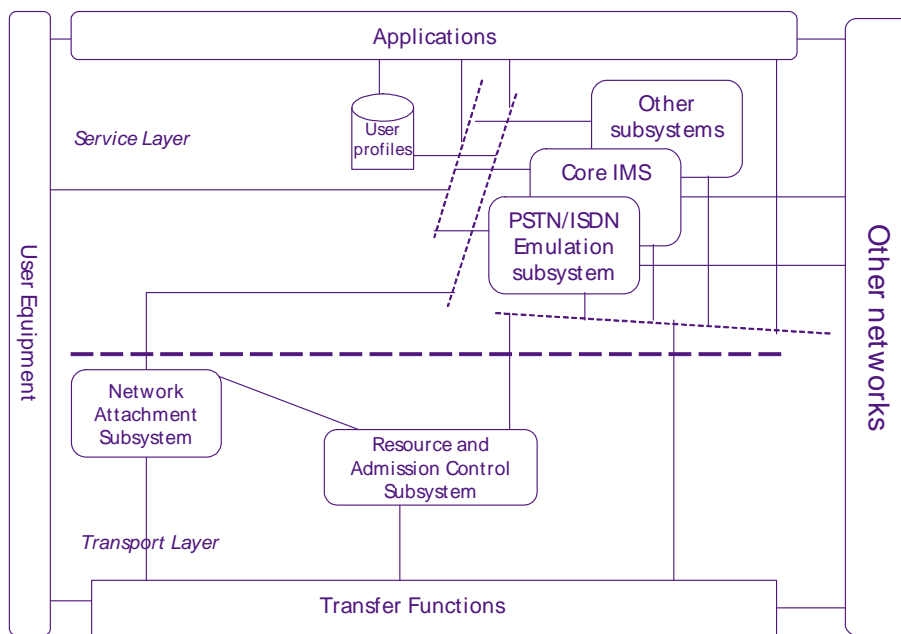 Applications
User
profiles
Service Layer
Other
subsystems
Core IMS
PSTN/ISDN
Emulation
subsystem
User Equipment
Other networks
Network
Attachment
Subsystem
Resource and
Admission Control
Subsystem
Transport Layer
Transfer Functions